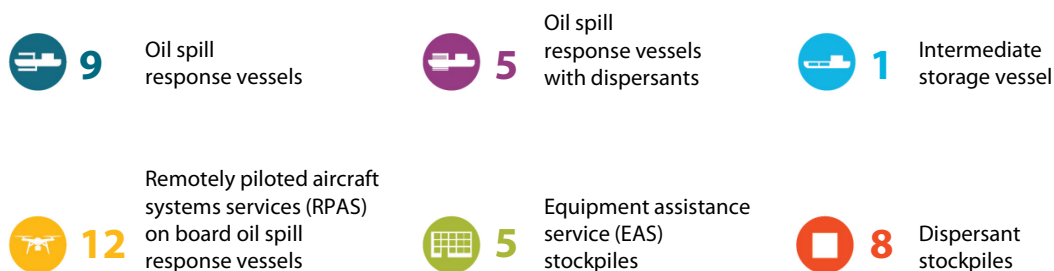 9
Oil spill
response vessels
5
Oil spill
response vessels
with dispersants
1
Intermediate
storage vessel
12
Remotely piloted aircraft
systems services (RPAS)
on board oil spill
response vessels
5
Equipment assistance
service (EAS)
stockpiles
8
Dispersant
stockpiles